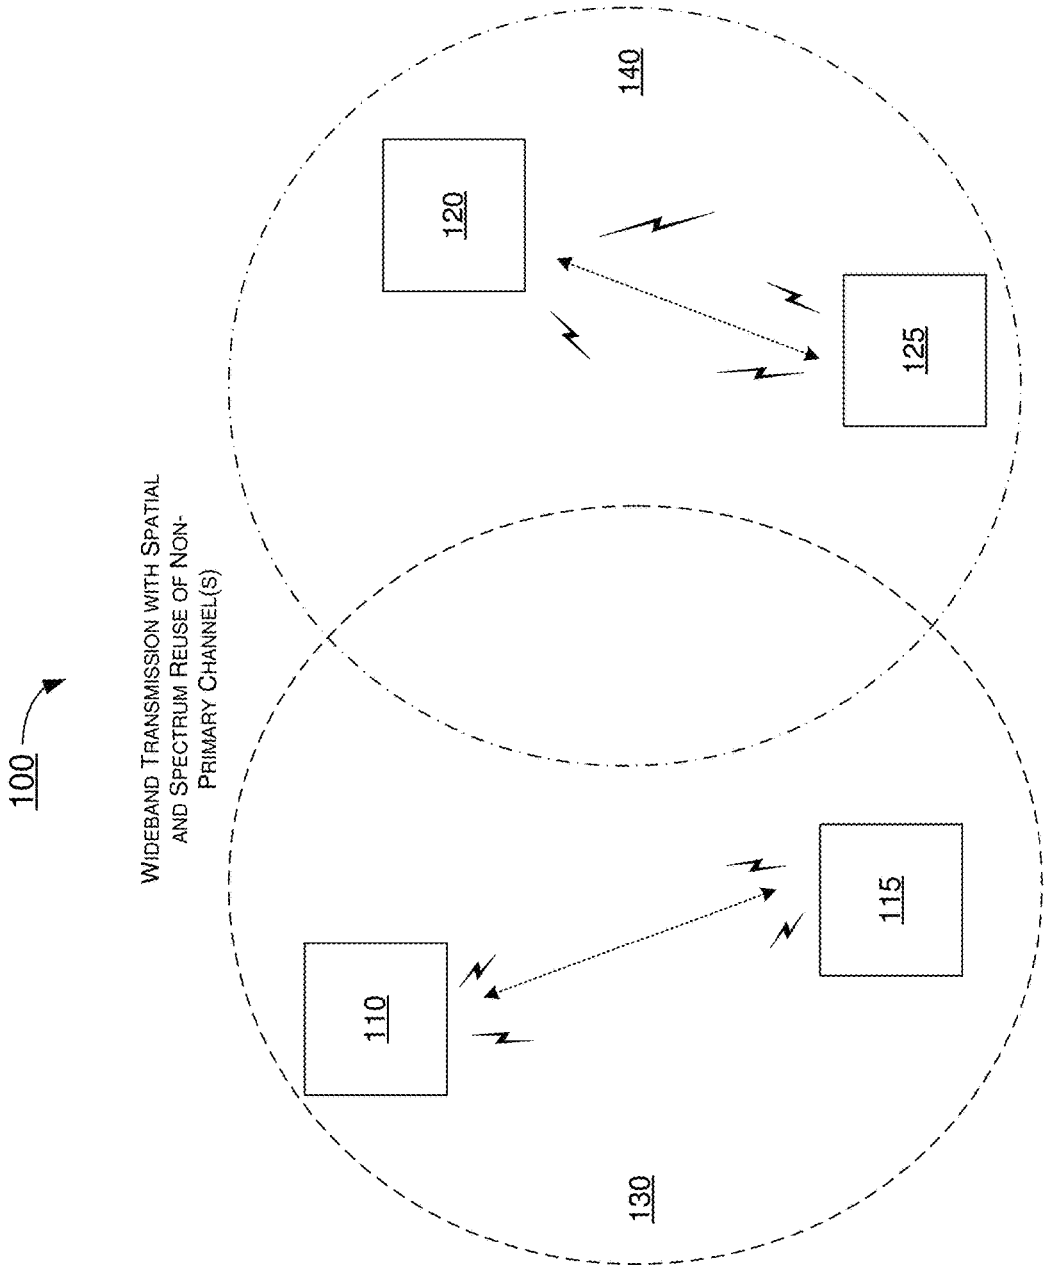 100
WIDEBAND TRANSMISSION WITH SPATIAL
AND SPECTRUM REUSE OF NON-
PRIMARY CHANNEL(S)
110
120
130
140
115
125